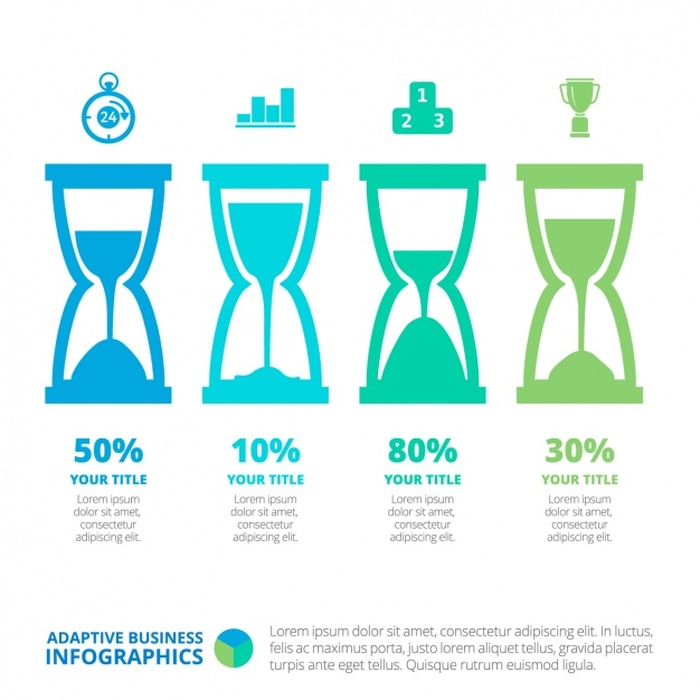 24
1
2 3
50%
YOUR TITLE
Lorem ipsum
dolor sit amet,
consectetur
adipiscing elit.
10%
YOUR TITLE
Lorem ipsum
dolor sit amet,
consectetur
adipiscing elit.
80%
YOUR TITLE
Lorem ipsum
dolor sit amet,
consectetur
adipiscing elit.
30%
YOUR TITLE
Lorem ipsum
dolor sit amet,
consectetur
adipiscing elit.
ADAPTIVE BUSINESS
INFOGRAPHICS
Lorem ipsum dolor sit amet, consectetur adipiscing elit. In luctus,
felis ac maximus porta, justo lorem aliquet tellus, gravida placerat
turpis ante eget tellus. Quisque rutrum euismod ligula.